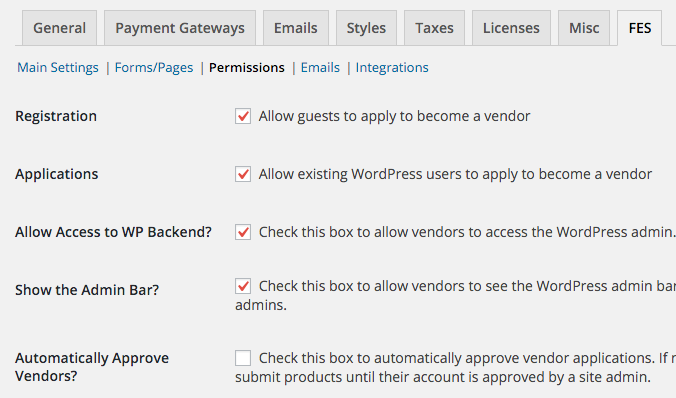 General Payment Gateways Emails Styles Taxes Licenses Misc FES
Main Settings | Forms/Pages | Permissions | Emails | Integrations
Registration Allow guests to apply to become a vendor
Applications Allow existing WordPress users to apply to become a vendor
Allow Access to WP Backend? Check this box to allow vendors to access the WordPress admin.
Show the Admin Bar? Check this box to allow vendors to see the WordPress admin bar
admins.
Automatically Approve Check this box to automatically approve vendor applications. If
Vendors? submit products until their account is approved by a site admin.